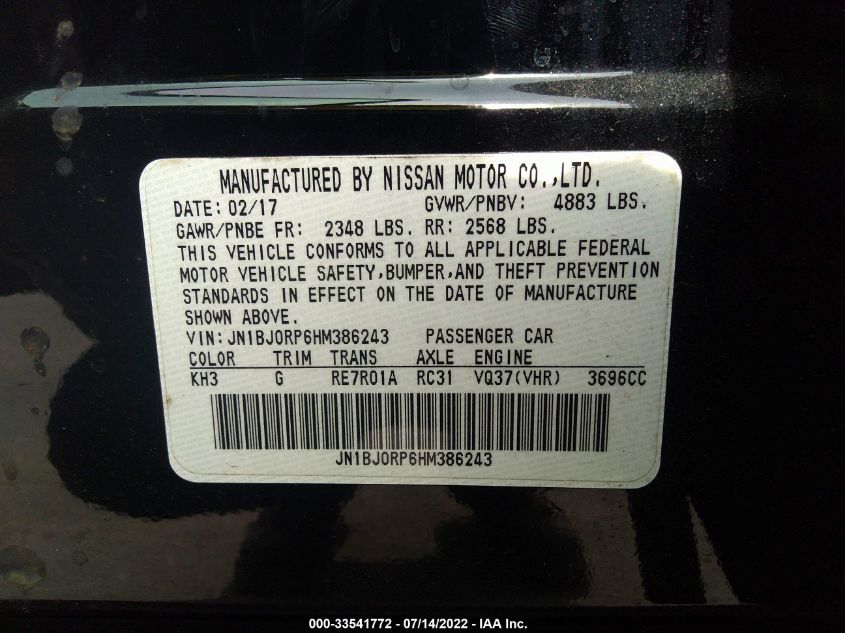 MANUFACTURED BY NISSAN MOTOR CO.,LTD.
DATE: 02/17 GVWR/PNBV: 4883 LBS.
GAWR/PNBE FR: 2348 LBS. RR: 2568 LBS.
THIS VEHICLE CONFORMS TO ALL APPLICABLE FEDERAL
MOTOR VEHICLE SAFETY,BUMPER,AND THEFT PREVENTION
STANDARDS IN EFFECT ON THE DATE OF MANUFACTURE
SHOWN ABOVE.
VIN:JN1BJ0RP6HM386243 PASSENGER CAR
COLOR TRIM TRANS AXLE ENGINE
KH3 G RE7R01A RC31 VQ37(VHR) 3696CC
JN1BJ0RP6HM386243
000-33541772 - 07/14/2022 - IAA Inc.